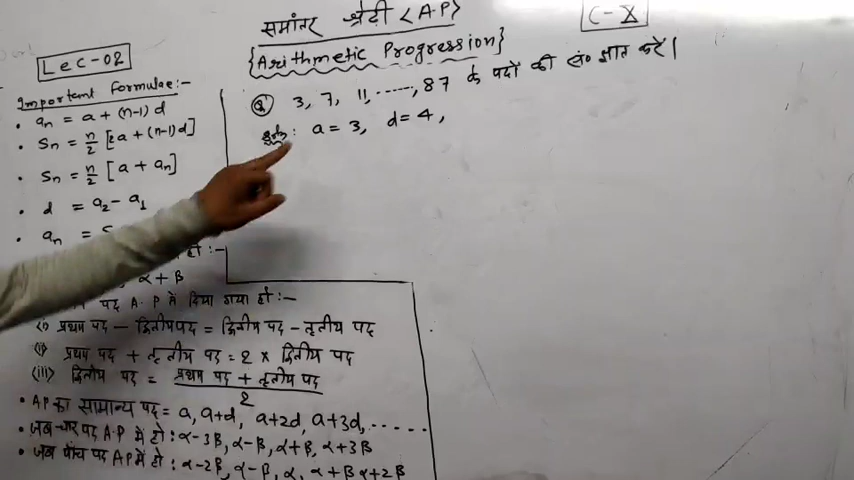 समांतर श्रेढी <A.P>
{Arithmetic Progression}
C-X
Lec-02
Important Formulae:-
• an = a + (n-1) d
• Sn = n/2 [2a + (n-1)d]
• Sn = n/2 [a + an]
• d = a2 - a1
• an = S
हो :-
α + β
पद A.P में दिया गया हो :-
(i) प्रथम पद - द्वितीय पद = द्वितीय पद - तृतीय पद
(ii) प्रथम पद + तृतीय पद = 2 × द्वितीय पद
(iii) द्वितीय पद = प्रथम पद + तृतीय पद / 2
• AP का सामान्य पद = a, a+d, a+2d, a+3d, -----
• जब चार पद A.P में हो : α-3β, α-β, α+β, α+3β
• जब पाँच पद AP में हो : α-2β, α-β, α, α+β α+2β
Q 3, 7, 11, ------, 87 के पदों की सं० ज्ञात करें।
Soln: a = 3, d = 4,